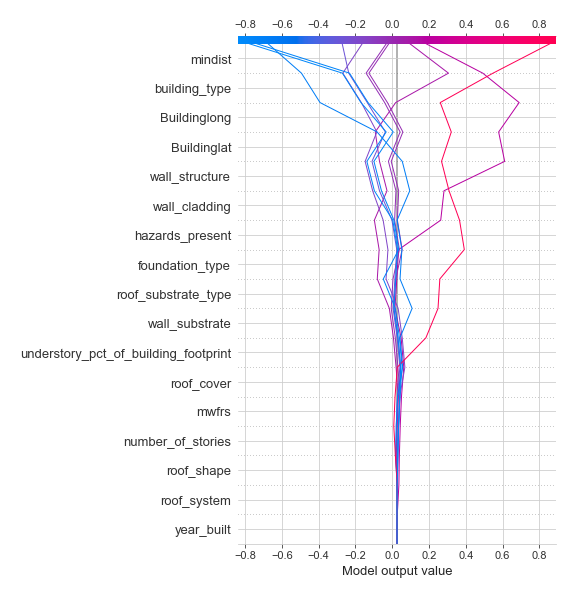 −0.8 −0.6 −0.4 −0.2 0.0 0.2 0.4 0.6 0.8
mindist
building_type
Buildinglong
Buildinglat
wall_structure
wall_cladding
hazards_present
foundation_type
roof_substrate_type
wall_substrate
understory_pct_of_building_footprint
roof_cover
mwfrs
number_of_stories
roof_shape
roof_system
year_built
−0.8 −0.6 −0.4 −0.2 0.0 0.2 0.4 0.6 0.8
Model output value